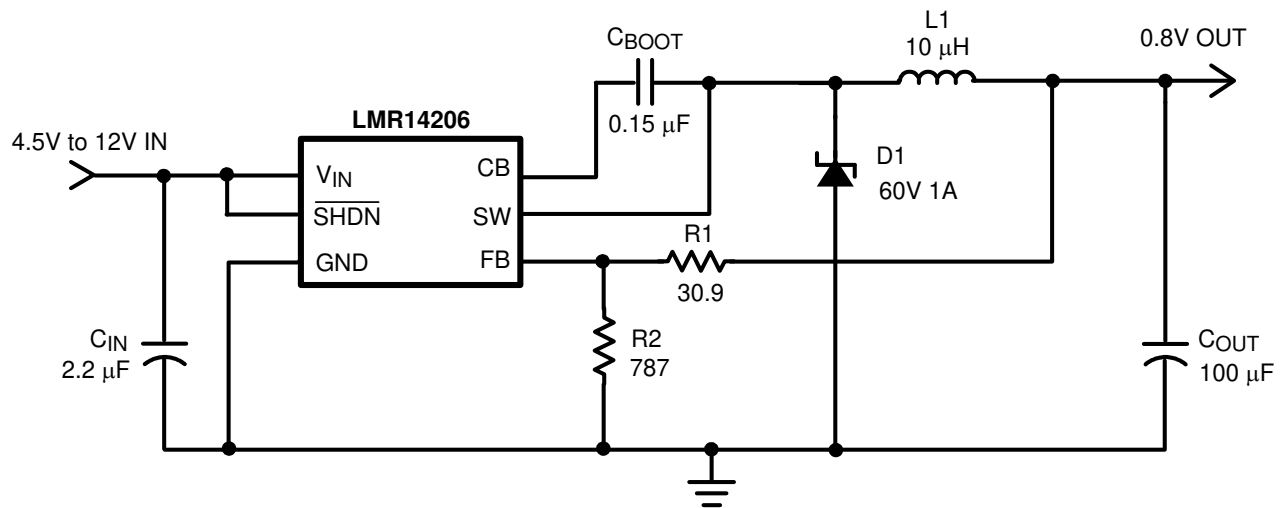 L1
10 μH
0.8V OUT
CBOOT
0.15 μF
LMR14206
4.5V to 12V IN
VIN
SHDN
GND
CB
SW
FB
D1
60V 1A
R1
30.9
R2
787
CIN
2.2 μF
COUT
100 μF